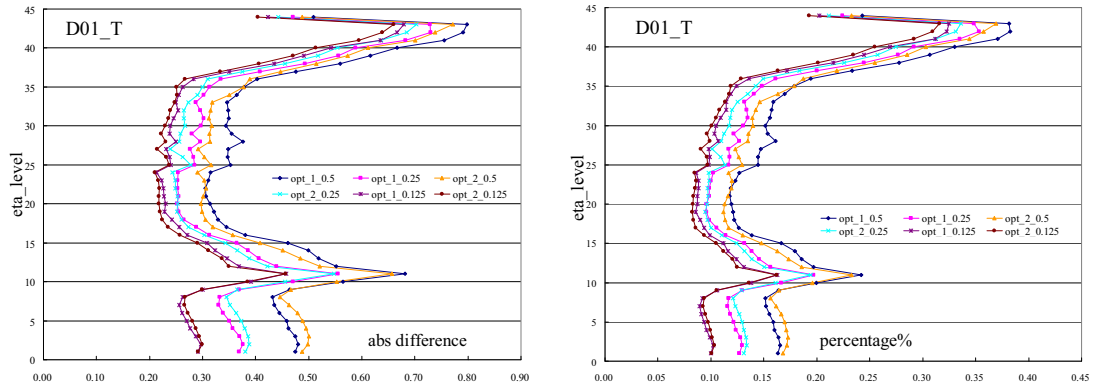 D01_T
eta_level
45
40
35
30
25
20
15
10
5
0
opt_1_0.5 opt_1_0.25 opt_2_0.5
opt_2_0.25 opt_1_0.125 opt_2_0.125
abs difference
0.00 0.10 0.20 0.30 0.40 0.50 0.60 0.70 0.80 0.90
D01_T
eta_level
45
40
35
30
25
20
15
10
5
0
opt_1_0.5 opt_1_0.25 opt_2_0.5
opt_2_0.25 opt_1_0.125 opt_2_0.125
percentage%
0.00 0.05 0.10 0.15 0.20 0.25 0.30 0.35 0.40 0.45